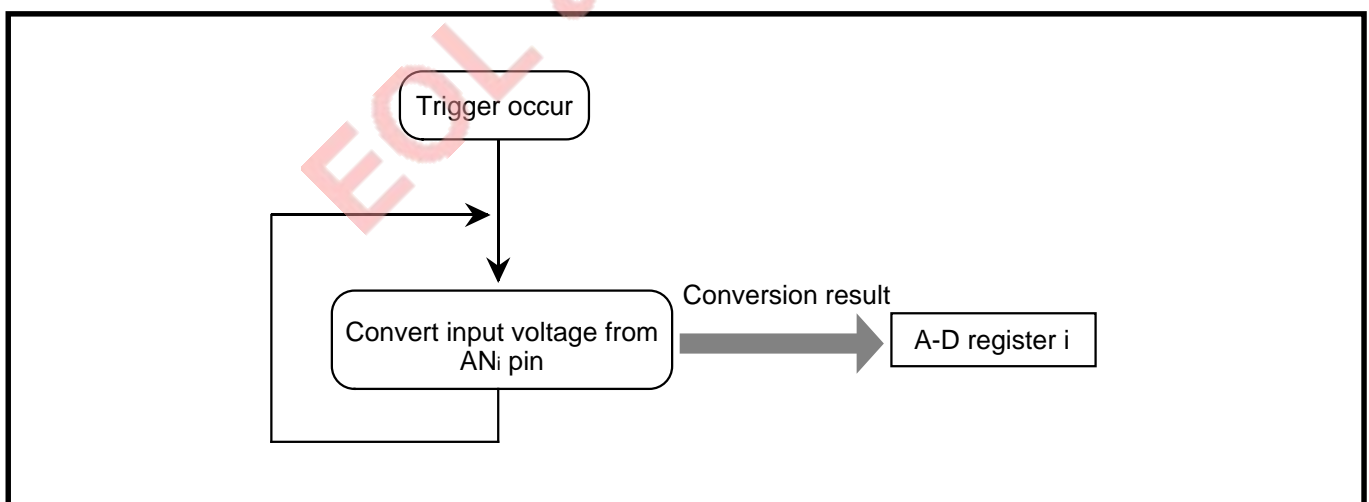 EOL
Trigger occur
Conversion result
Convert input voltage from
ANi pin
A-D register i